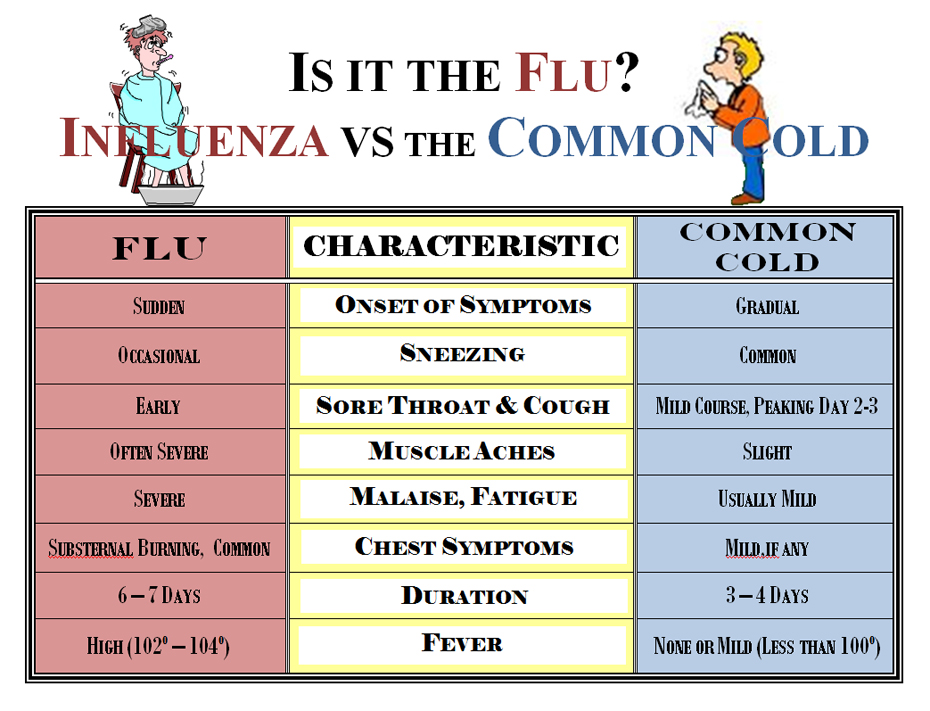 IS IT THE FLU?
INFLUENZA VS THE COMMON COLD
FLU CHARACTERISTIC COMMON COLD
SUDDEN ONSET OF SYMPTOMS GRADUAL
OCCASIONAL SNEEZING COMMON
EARLY SORE THROAT & COUGH MILD COURSE, PEAKING DAY 2-3
OFTEN SEVERE MUSCLE ACHES SLIGHT
SEVERE MALAISE, FATIGUE USUALLY MILD
SUBSTERNAL BURNING, COMMON CHEST SYMPTOMS MILD,IF ANY
6 – 7 DAYS DURATION 3 – 4 DAYS
HIGH (102⁰ – 104⁰) FEVER NONE OR MILD (LESS THAN 100⁰)